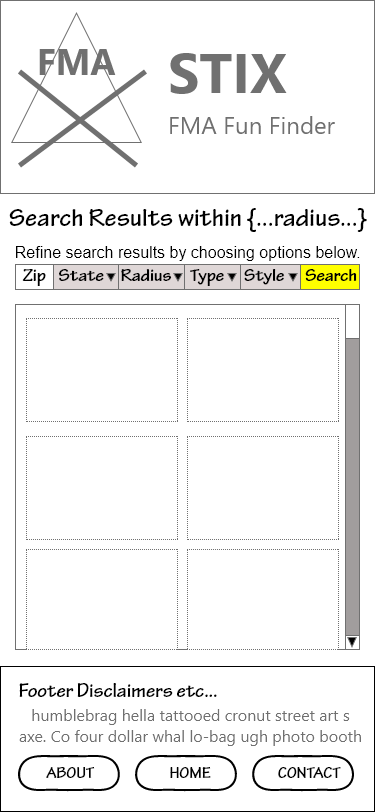 FMA
STIX
FMA Fun Finder
Search Results within {...radius...}
Refine search results by choosing options below.
Zip State Radius Type Style Search
Footer Disclaimers etc...
humblebrag hella tattooed cronut street art s
axe. Co four dollar whal lo-bag ugh photo booth
ABOUT HOME CONTACT